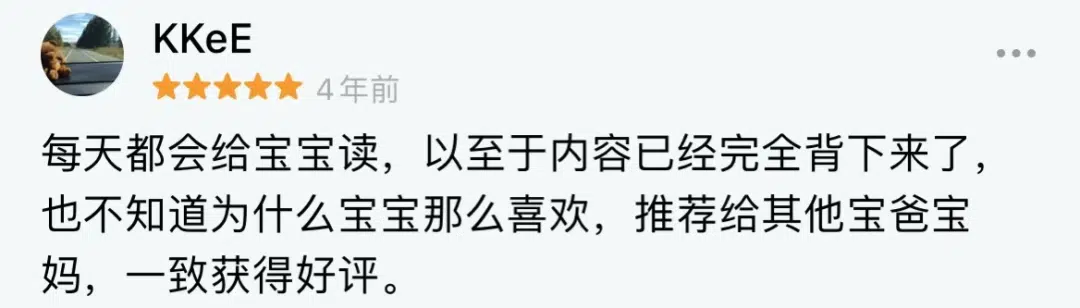 KKeE
4年前
每天都会给宝宝读，以至于内容已经完全背下来了，
也不知道为什么宝宝那么喜欢，推荐给其他宝爸宝
妈，一致获得好评。